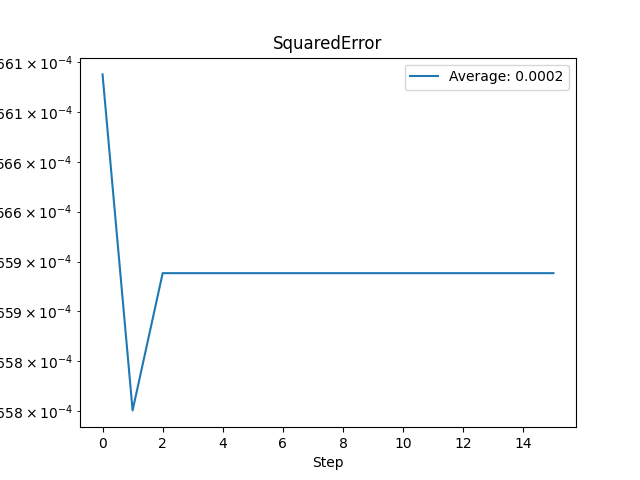 SquaredError
Average: 0.0002
661 × 10⁻⁴
661 × 10⁻⁴
666 × 10⁻⁴
666 × 10⁻⁴
659 × 10⁻⁴
659 × 10⁻⁴
658 × 10⁻⁴
658 × 10⁻⁴
0 2 4 6 8 10 12 14
Step